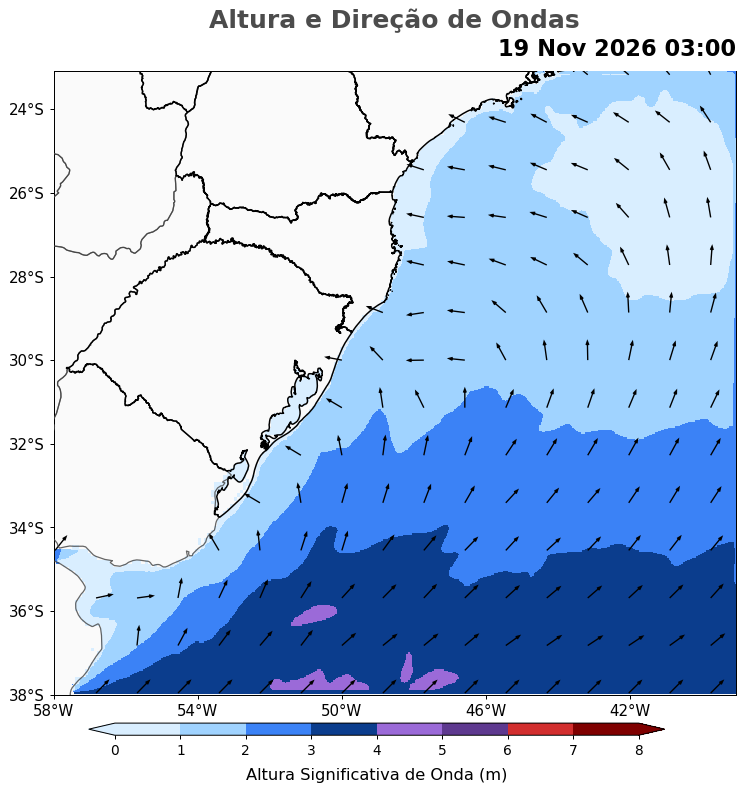 Altura e Direção de Ondas
19 Nov 2026 03:00
24°S
26°S
28°S
30°S
32°S
34°S
36°S
38°S
58°W 54°W 50°W 46°W 42°W
0 1 2 3 4 5 6 7 8
Altura Significativa de Onda (m)